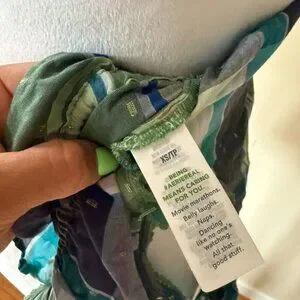 XS/TP
BEING
AERIEREAL
MEANS CARING
FOR YOU.
Movie marathons.
Belly laughs.
Naps.
Dancing
like no one's
watching.
All that
good stuff.